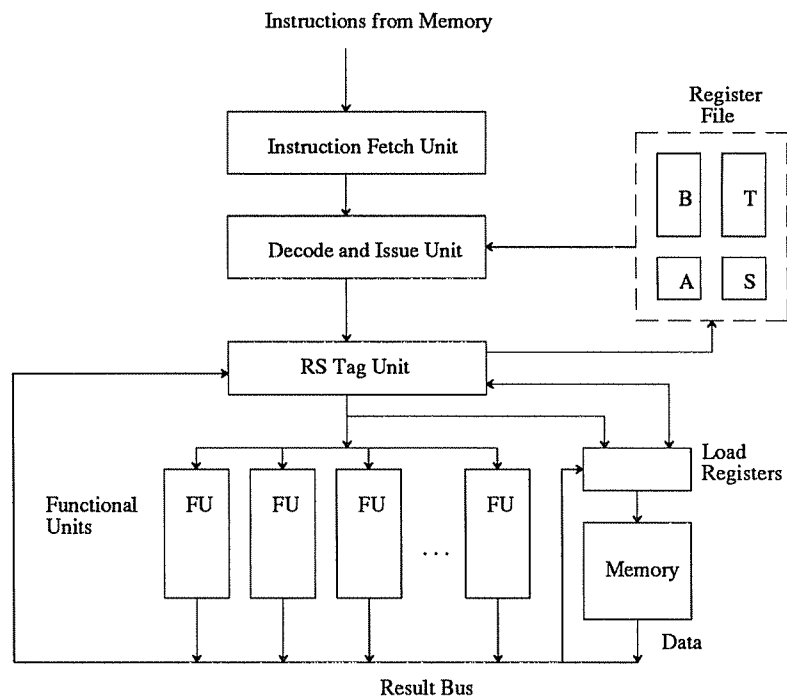 Instructions from Memory
Register
File
Instruction Fetch Unit
B
T
Decode and Issue Unit
A
S
RS Tag Unit
Load
Registers
Functional
Units
FU
FU
FU
FU
...
Memory
Data
Result Bus